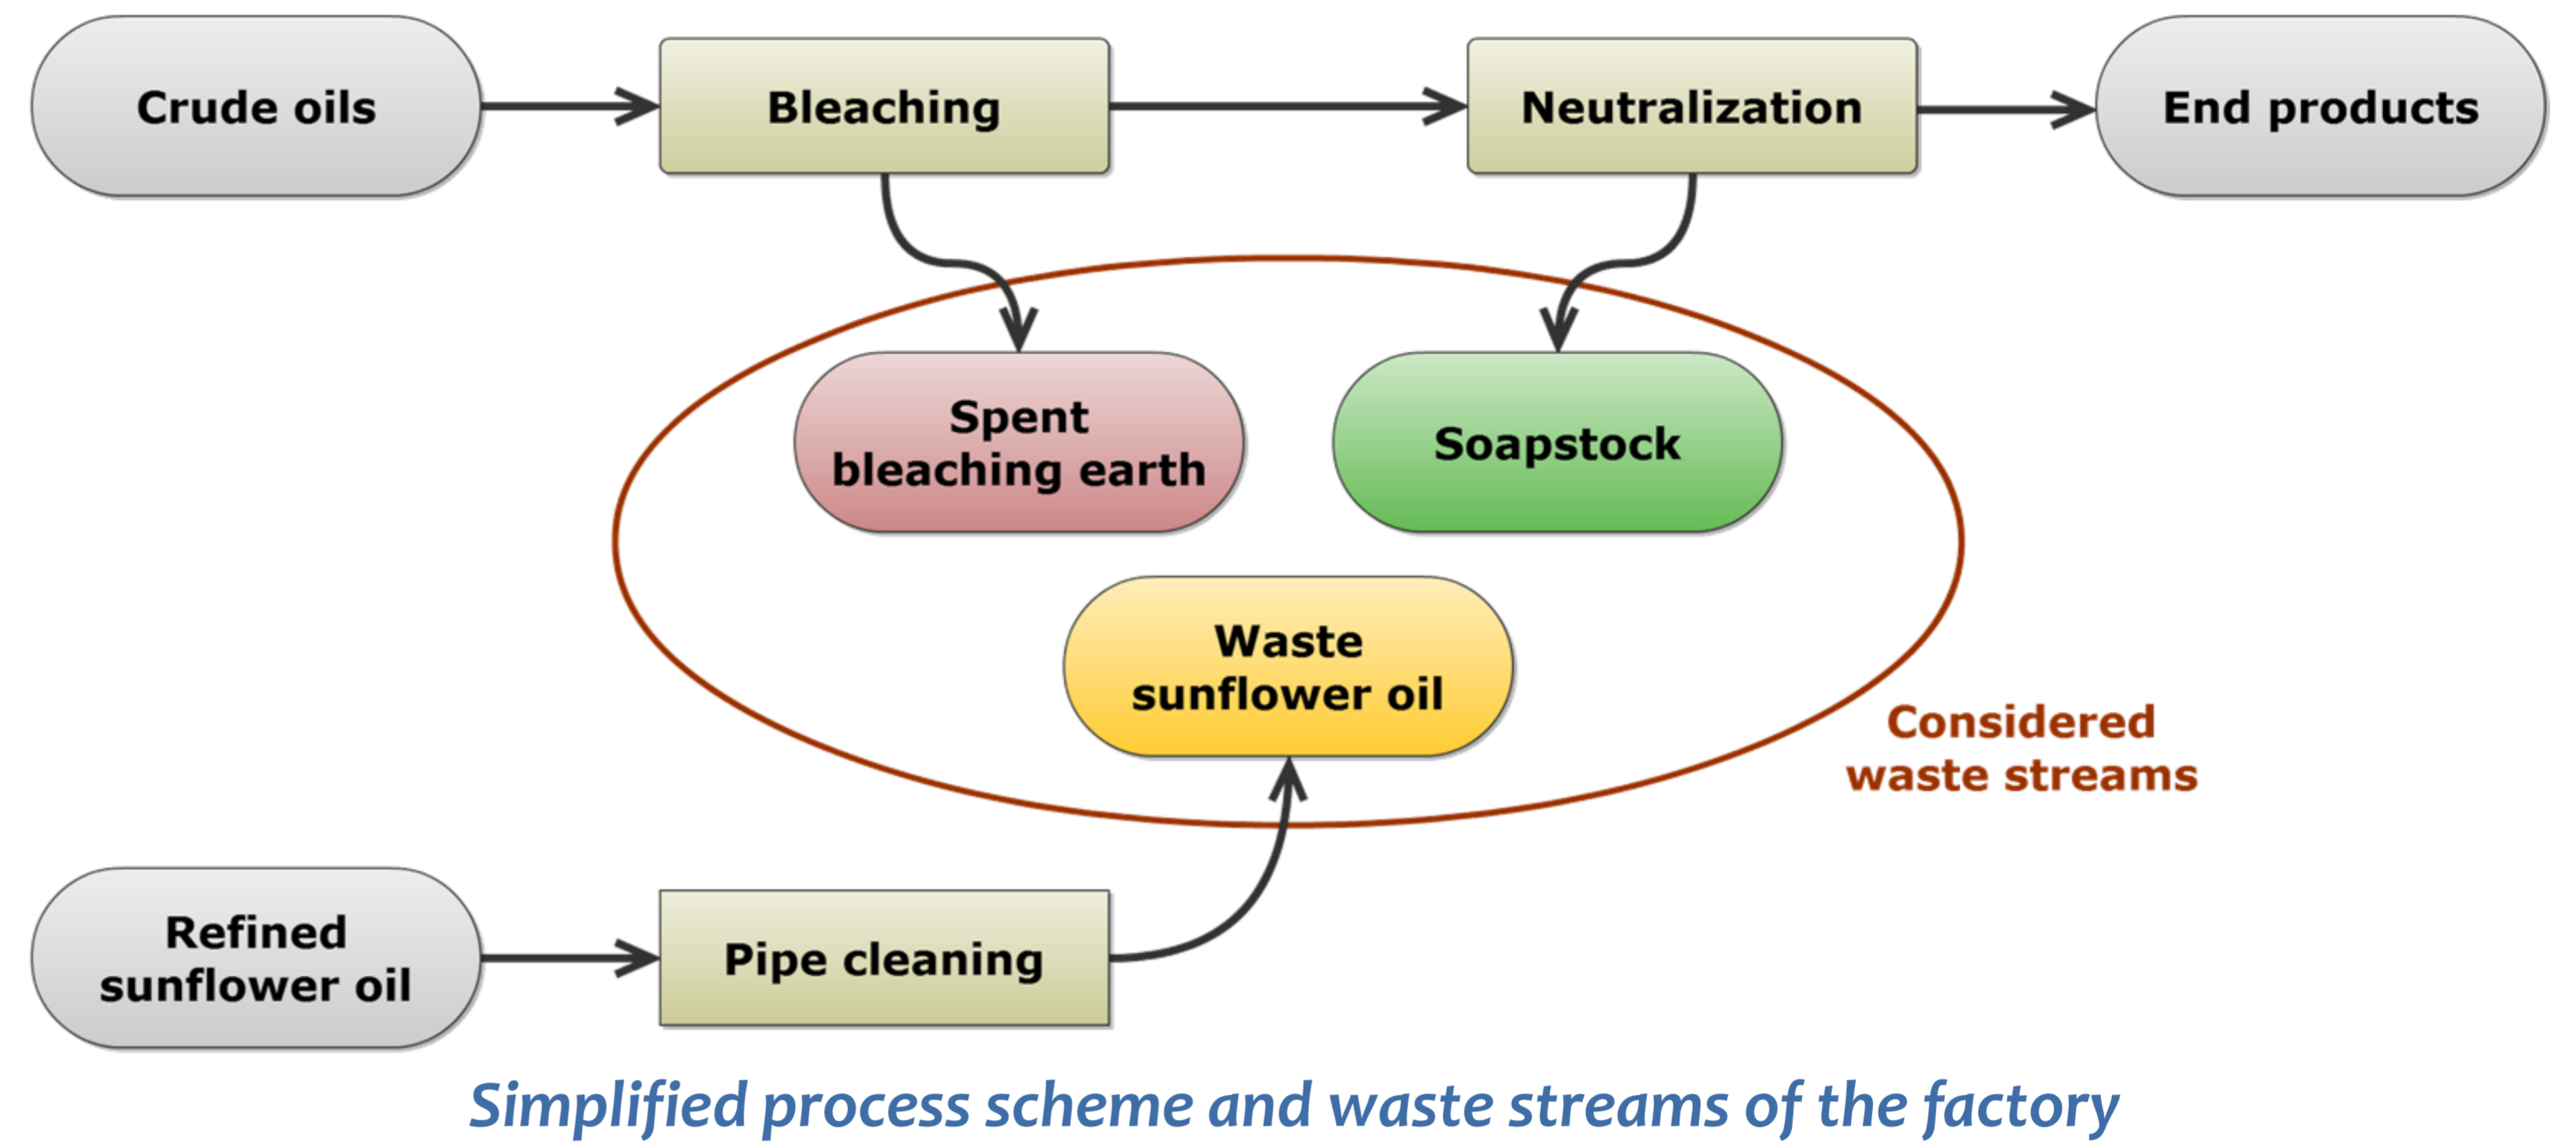 Crude oils
Bleaching
Neutralization
End products
Spent
bleaching earth
Soapstock
Waste
sunflower oil
Considered
waste streams
Refined
sunflower oil
Pipe cleaning
Simplified process scheme and waste streams of the factory